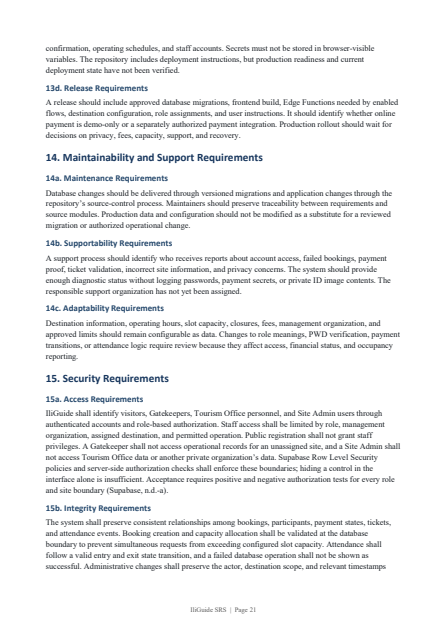 confirmation, operating schedules, and staff accounts. Secrets must not be stored in browser-visible
variables. The repository includes deployment instructions, but production readiness and current
deployment state have not been verified.
13d. Release Requirements
A release should include approved database migrations, frontend build, Edge Functions needed by enabled
flows, destination configuration, role assignments, and user instructions. It should identify whether online
payment is demo-only or a separately authorized payment integration. Production rollout should wait for
decisions on privacy, fees, capacity, support, and recovery.
14. Maintainability and Support Requirements
14a. Maintenance Requirements
Database changes should be delivered through versioned migrations and application changes through the
repository's source-control process. Maintainers should preserve traceability between requirements and
source modules. Production data and configuration should not be modified as a substitute for a reviewed
migration or authorized operational change.
14b. Supportability Requirements
A support process should identify who receives reports about account access, failed bookings, payment
proof, ticket validation, incorrect site information, and privacy concerns. The system should provide
enough diagnostic status without logging passwords, payment secrets, or private ID image contents. The
responsible support organization has not yet been assigned.
14c. Adaptability Requirements
Destination information, operating hours, slot capacity, closures, fees, management organization, and
approved limits should remain configurable as data. Changes to role meanings, PWD verification, payment
transitions, or attendance logic require review because they affect access, financial status, and occupancy
reporting.
15. Security Requirements
15a. Access Requirements
IliGuide shall identify visitors, Gatekeepers, Tourism Office personnel, and Site Admin users through
authenticated accounts and role-based authorization. Staff access shall be limited by role, management
organization, assigned destination, and permitted operation. Public registration shall not grant staff
privileges. A Gatekeeper shall not access operational records for an unassigned site, and a Site Admin shall
not access Tourism Office data or another private organization's data. Supabase Row Level Security
policies and server-side authorization checks shall enforce these boundaries; hiding a control in the
interface alone is insufficient. Acceptance requires positive and negative authorization tests for every role
and site boundary (Supabase, n.d.-a).
15b. Integrity Requirements
The system shall preserve consistent relationships among bookings, participants, payment states, tickets,
and attendance events. Booking creation and capacity allocation shall be validated at the database
boundary to prevent simultaneous requests from exceeding configured slot capacity. Attendance shall
follow a valid entry and exit state transition, and a failed database operation shall not be shown as
successful. Administrative changes shall preserve the actor, destination scope, and relevant timestamps
IliGuide SRS | Page 21